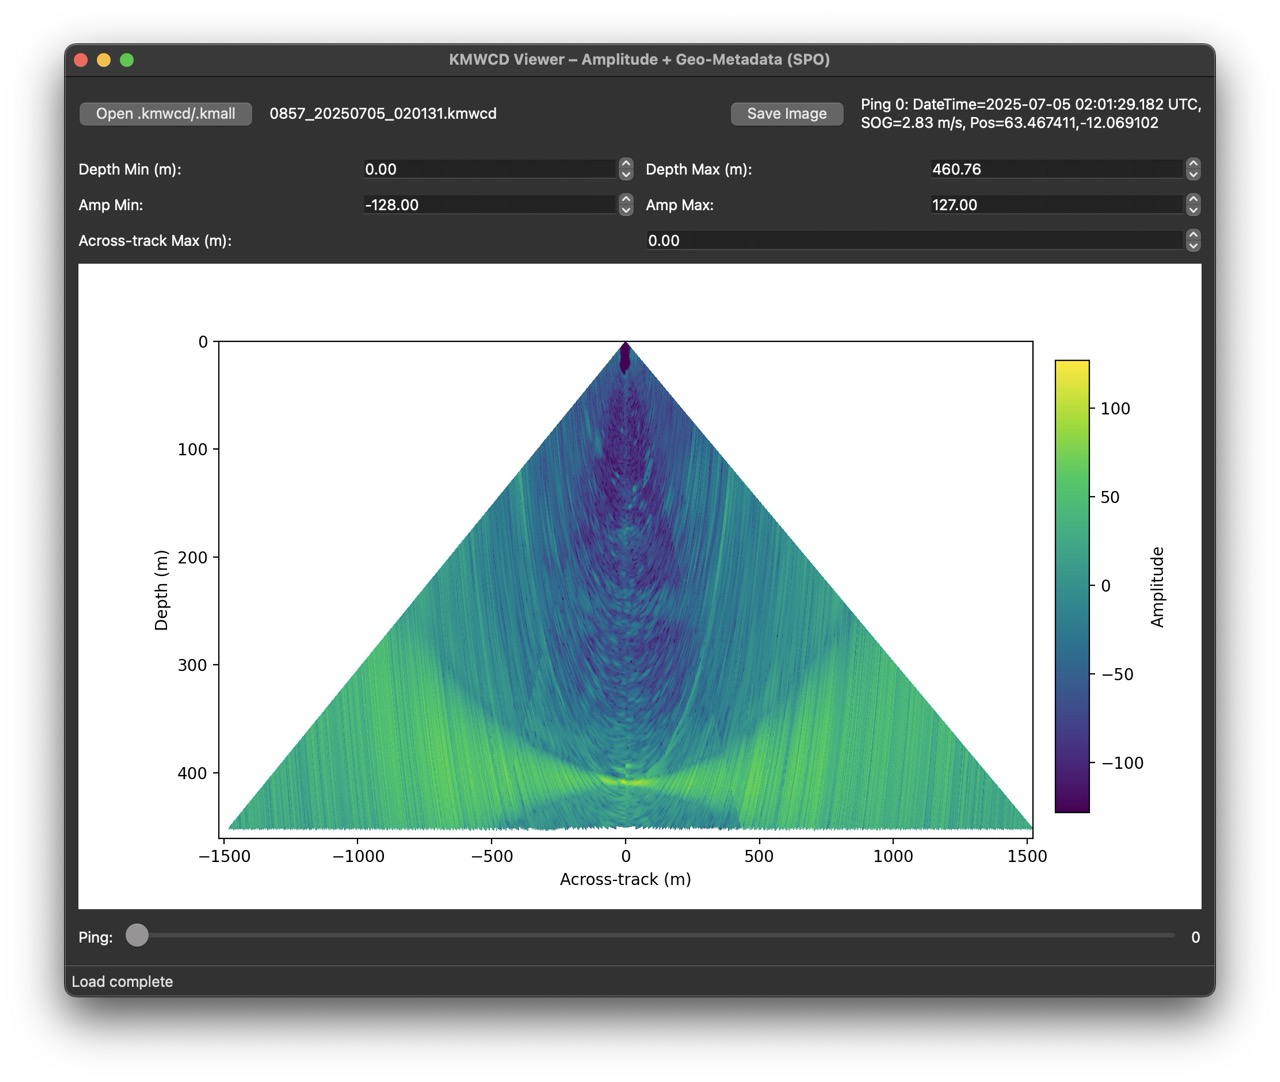 KMWCD Viewer – Amplitude + Geo-Metadata (SPO)
Open .kmwcd/.kmall
0857_20250705_020131.kmwcd
Save Image
Ping 0: DateTime=2025-07-05 02:01:29.182 UTC,
SOG=2.83 m/s, Pos=63.467411,-12.069102
Depth Min (m):
0.00
Depth Max (m):
460.76
Amp Min:
-128.00
Amp Max:
127.00
Across-track Max (m):
0.00
0
100
200
300
400
Depth (m)
−1500
−1000
−500
0
500
1000
1500
Across-track (m)
100
50
0
−50
−100
Amplitude
Ping:
0
Load complete